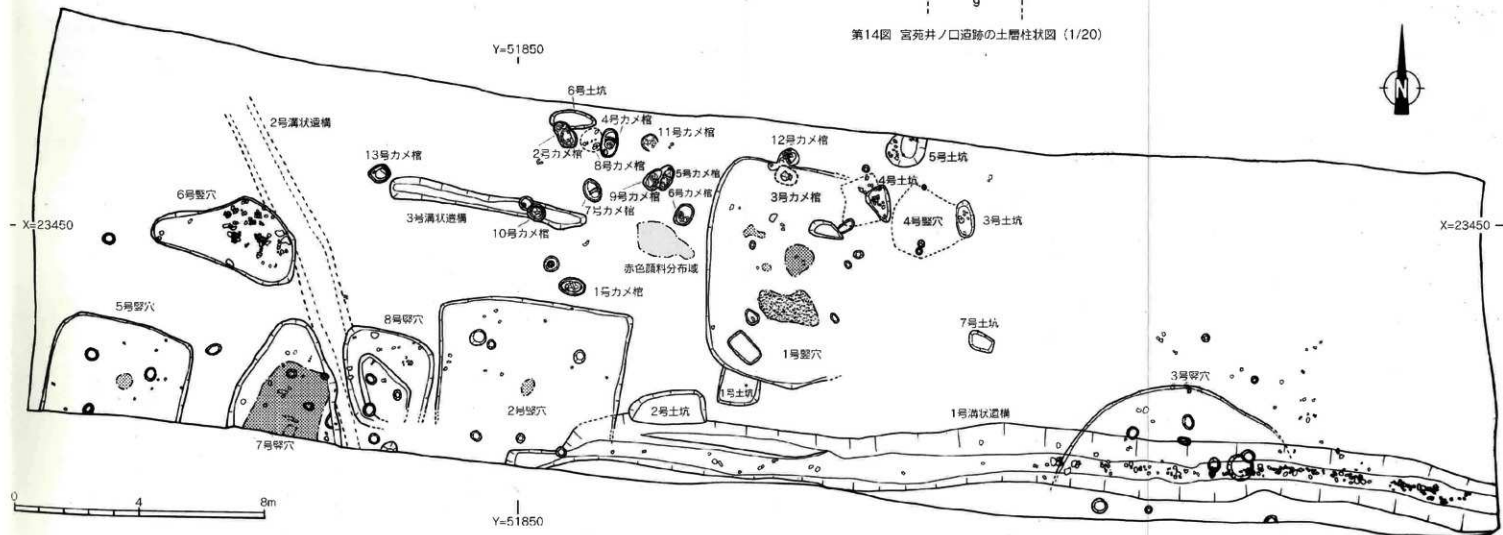 9
第14図 宮苑井ノ口遺跡の土層柱状図 (1/20)
Y=51850
N
6号土坑
4号カメ棺
2号溝状遺構
11号カメ棺
2号カメ棺
12号カメ棺
8号カメ棺
5号土坑
13号カメ棺
5号カメ棺
9号カメ棺
6号カメ棺
3号カメ棺
4号土坑
6号竪穴
7号カメ棺
3号溝状遺構
10号カメ棺
4号竪穴
3号土坑
X=23450
X=23450
赤色顔料分布域
1号カメ棺
5号竪穴
8号竪穴
7号土坑
1号竪穴
3号竪穴
1号土坑
2号竪穴
2号土坑
1号溝状遺構
7号竪穴
0
4
8m
Y=51850